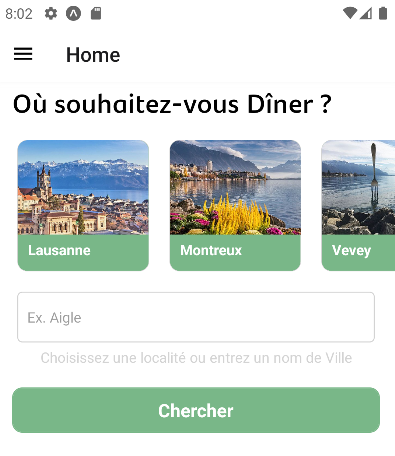 8:02
Home
Où souhaitez-vous Dîner ?
Lausanne
Montreux
Vevey
Ex. Aigle
Choisissez une localité ou entrez un nom de Ville
Chercher